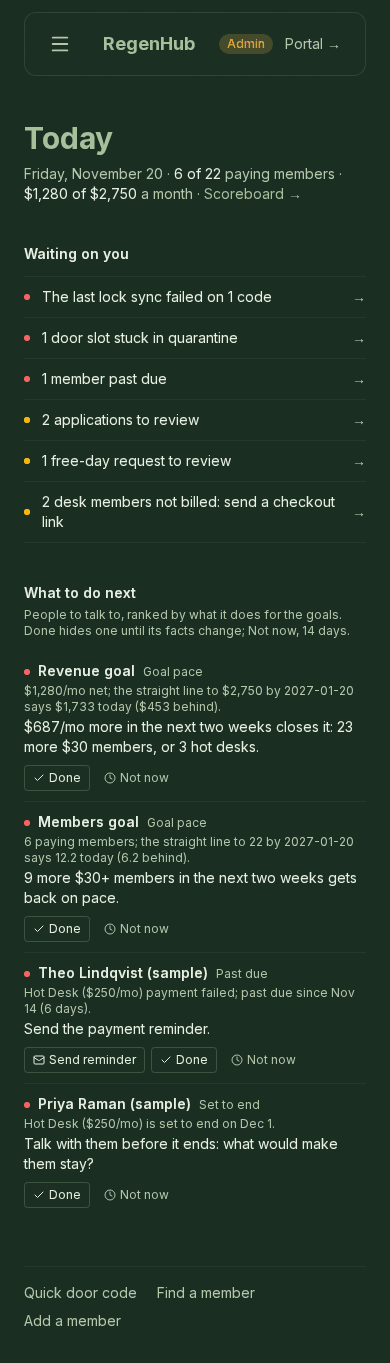 RegenHub Admin Portal →
Today
Friday, November 20 · 6 of 22 paying members ·
$1,280 of $2,750 a month · Scoreboard →
Waiting on you
The last lock sync failed on 1 code →
1 door slot stuck in quarantine →
1 member past due →
2 applications to review →
1 free-day request to review →
2 desk members not billed: send a checkout
link →
What to do next
People to talk to, ranked by what it does for the goals.
Done hides one until its facts change; Not now, 14 days.
Revenue goal Goal pace
$1,280/mo net; the straight line to $2,750 by 2027-01-20
says $1,733 today ($453 behind).
$687/mo more in the next two weeks closes it: 23
more $30 members, or 3 hot desks.
Done Not now
Members goal Goal pace
6 paying members; the straight line to 22 by 2027-01-20
says 12.2 today (6.2 behind).
9 more $30+ members in the next two weeks gets
back on pace.
Done Not now
Theo Lindqvist (sample) Past due
Hot Desk ($250/mo) payment failed; past due since Nov
14 (6 days).
Send the payment reminder.
Send reminder Done Not now
Priya Raman (sample) Set to end
Hot Desk ($250/mo) is set to end on Dec 1.
Talk with them before it ends: what would make
them stay?
Done Not now
Quick door code Find a member
Add a member